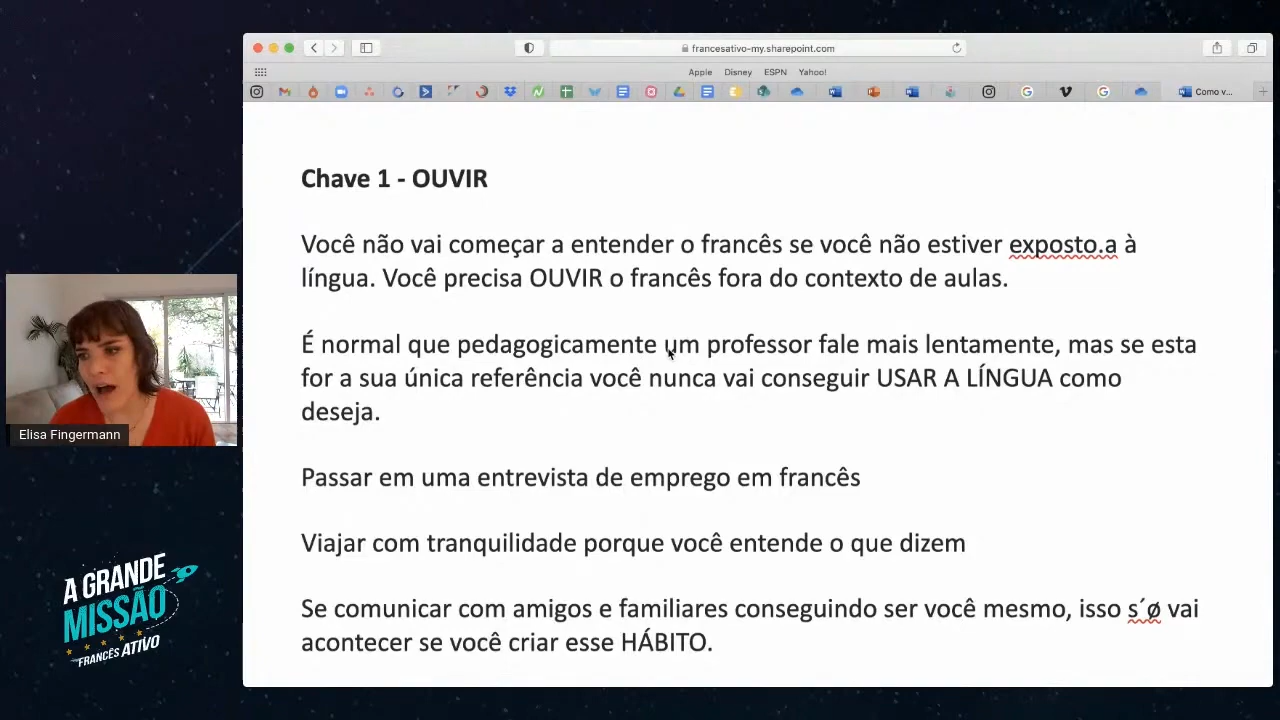 francesativo-my.sharepoint.com
Apple Disney ESPN Yahoo!
Como v...
Chave 1 - OUVIR
Você não vai começar a entender o francês se você não estiver exposto.a à
língua. Você precisa OUVIR o francês fora do contexto de aulas.
É normal que pedagogicamente um professor fale mais lentamente, mas se esta
for a sua única referência você nunca vai conseguir USAR A LÍNGUA como
deseja.
Passar em uma entrevista de emprego em francês
Viajar com tranquilidade porque você entende o que dizem
Se comunicar com amigos e familiares conseguindo ser você mesmo, isso s´ø vai
acontecer se você criar esse HÁBITO.
Elisa Fingermann
A GRANDE
MISSÃO
FRANCÊS ATIVO